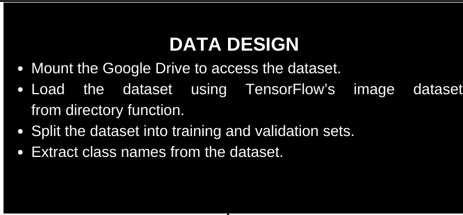 DATA DESIGN
• Mount the Google Drive to access the dataset.
• Load the dataset using TensorFlow’s image dataset
from directory function.
• Split the dataset into training and validation sets.
• Extract class names from the dataset.